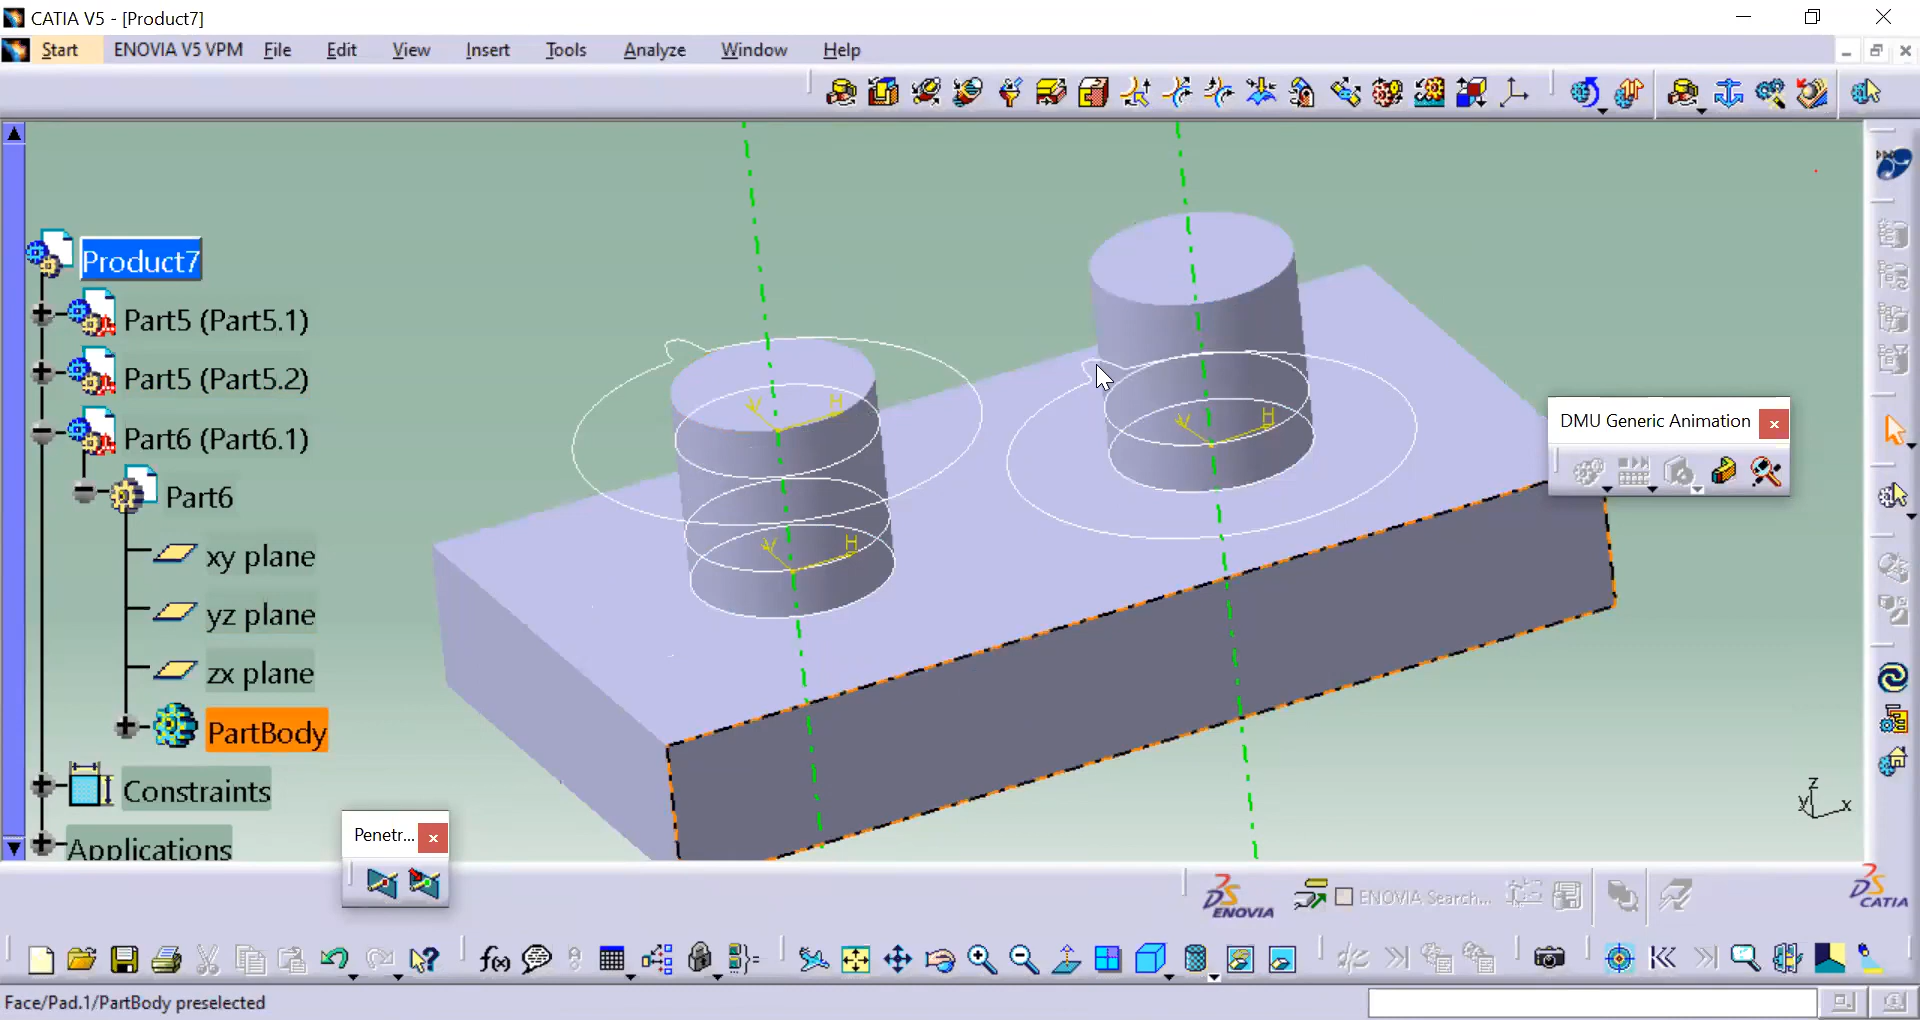 CATIA V5 - [Product7]
Start ENOVIA V5 VPM File Edit View Insert Tools Analyze Window Help
Product7
Part5 (Part5.1)
Part5 (Part5.2)
Part6 (Part6.1)
Part6
xy plane
yz plane
zx plane
PartBody
Constraints
Applications
V H
V H
V H
DMU Generic Animation
Penetr...
z
y x
ENOVIA
ENOVIA Search...
CATIA
f(x)
Face/Pad.1/PartBody preselected